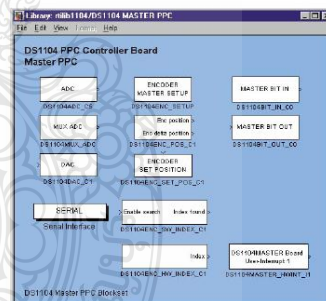 Library: rtilib1104/DS1104 MASTER PPC
File Edit View Format Help
DS1104 PPC Controller Board
Master PPC
ADC
DS1104ADC_C5
ENCODER
MASTER SETUP
DS1104ENC_SETUP
MASTER BIT IN
DS1104BIT_IN_C0
MUX ADC
DS1104MUX_ADC
Enc position
Enc delta position
DS1104ENC_POS_C1
MASTER BIT OUT
DS1104BIT_OUT_C0
DAC
DS1104DAC_C1
ENCODER
SET POSITION
DS1104ENC_SET_POS_C1
SERIAL
Serial Interface
Enable search Index found
DS1104ENC_SW_INDEX_C1
Index
DS1104ENC_HW_INDEX_C1
DS1104MASTER Board
User-Interrupt 1
DS1104MASTER_HWINT_I1
DS1104 Master PPC Blockset